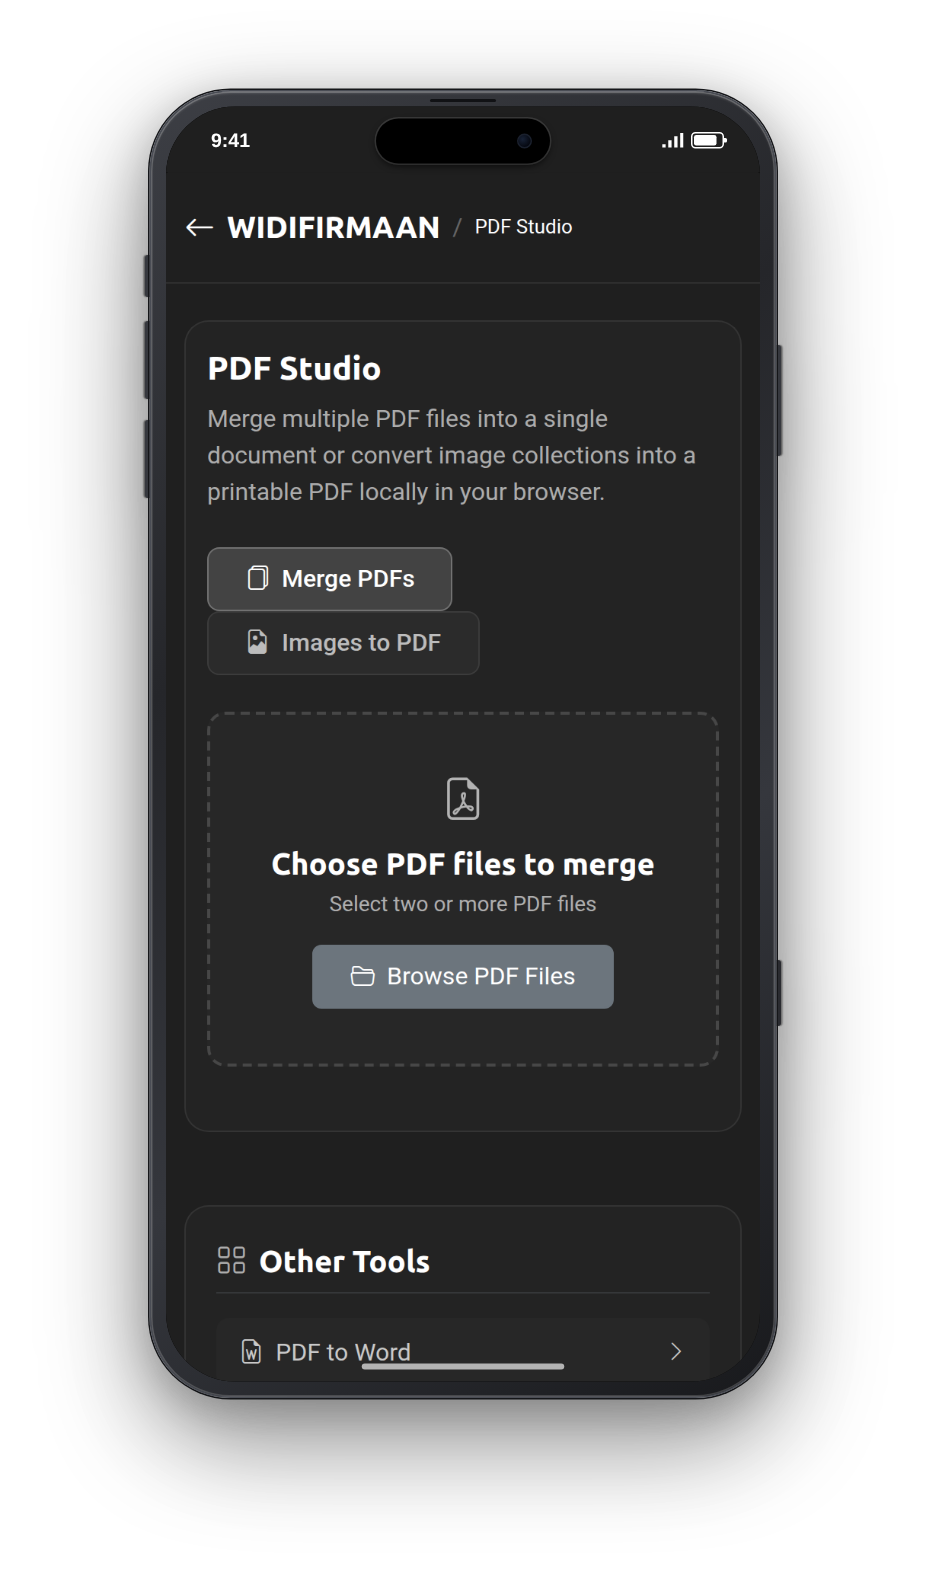 9:41
WIDIFIRMAAN / PDF Studio
PDF Studio
Merge multiple PDF files into a single
document or convert image collections into a
printable PDF locally in your browser.
Merge PDFs
Images to PDF
Choose PDF files to merge
Select two or more PDF files
Browse PDF Files
Other Tools
PDF to Word